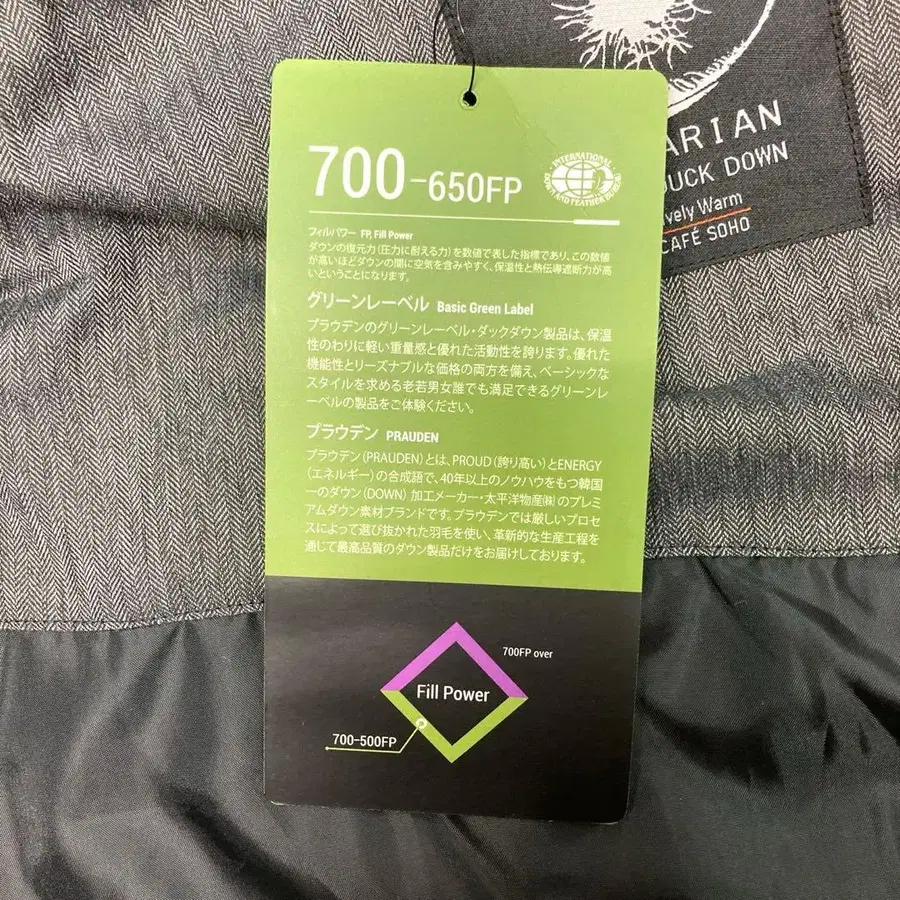 700-650FP
INTERNATIONAL
DOWN AND FEATHER BUREAU
フィルパワー FP, Fill Power
ダウンの復元力(圧力に耐える力)を数値で表した指標であり、この数値
が高いほどダウンの間に空気を含みやすく、保温性と熱伝導遮断力が高
いということになります。
グリーンレーベル Basic Green Label
プラウデンのグリーンレーベル・ダックダウン製品は、保温
性のわりに軽い重量感と優れた活動性を誇ります。優れた
機能性とリーズナブルな価格の両方を備え、ベーシックな
スタイルを求める老若男女誰でも満足できるグリーンレ
ーベルの製品をご体験ください。
プラウデン PRAUDEN
プラウデン(PRAUDEN)とは、PROUD(誇り高い)とENERGY
(エネルギー)の合成語で、40年以上のノウハウをもつ韓国
一のダウン(DOWN) 加工メーカー・太平洋物産㈱のプレミ
アムダウン素材ブランドです。プラウデンでは厳しいプロセ
スによって選び抜かれた羽毛を使い、革新的な生産工程を
通じて最高品質のダウン製品だけをお届けしております。
700FP over
Fill Power
700-500FP
ARIAN
DUCK DOWN
vely Warm
CAFÉ SOHO